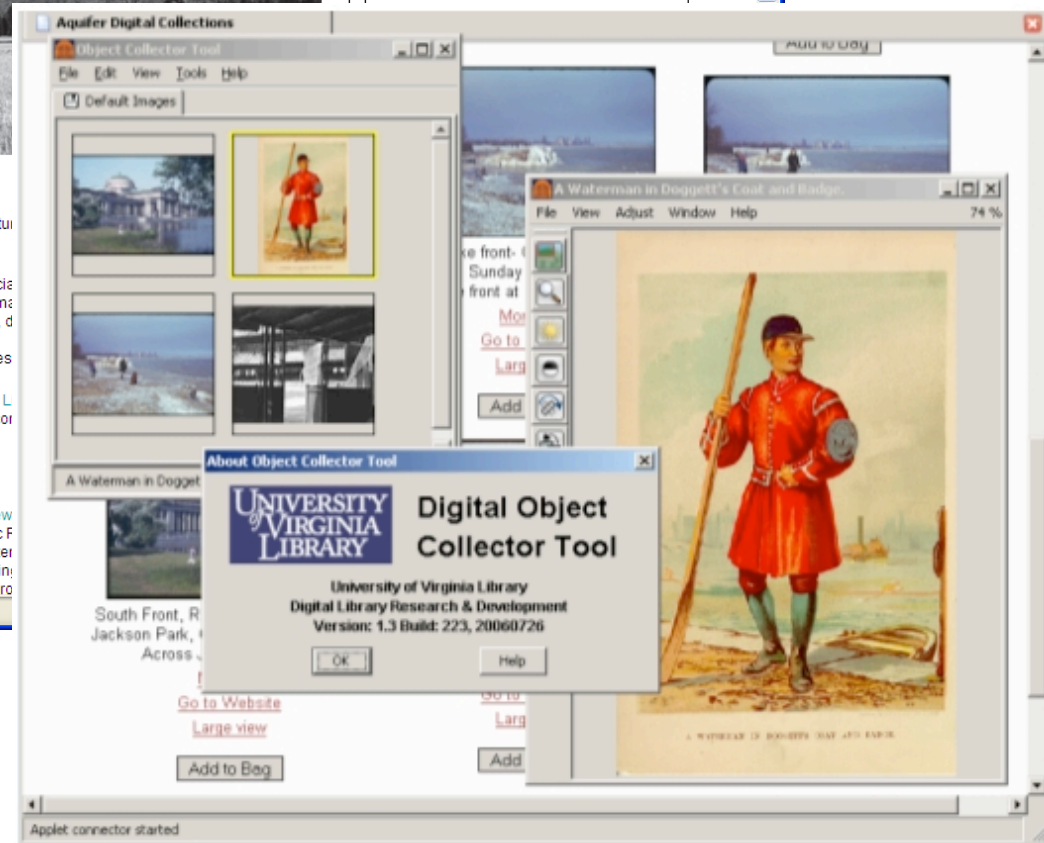 Aquifer Digital Collections
Object Collector Tool
File Edit View Tools Help
Default Images
A Waterman in Dogget
Add to Bag
ke front-
Sunday
front at
Go to
Larg
Add
A Waterman in Doggett's Coat and Badge.
File View Adjust Window Help
74 %
A WATERMAN IN DOGGETT'S COAT AND BADGE.
About Object Collector Tool
UNIVERSITY
of VIRGINIA
LIBRARY
Digital Object
Collector Tool
University of Virginia Library
Digital Library Research & Development
Version: 1.3 Build: 223, 20060726
OK
Help
South Front, R
Jackson Park,
Across
Go to Website
Large view
Add to Bag
Go to
Larg
Add
Applet connector started